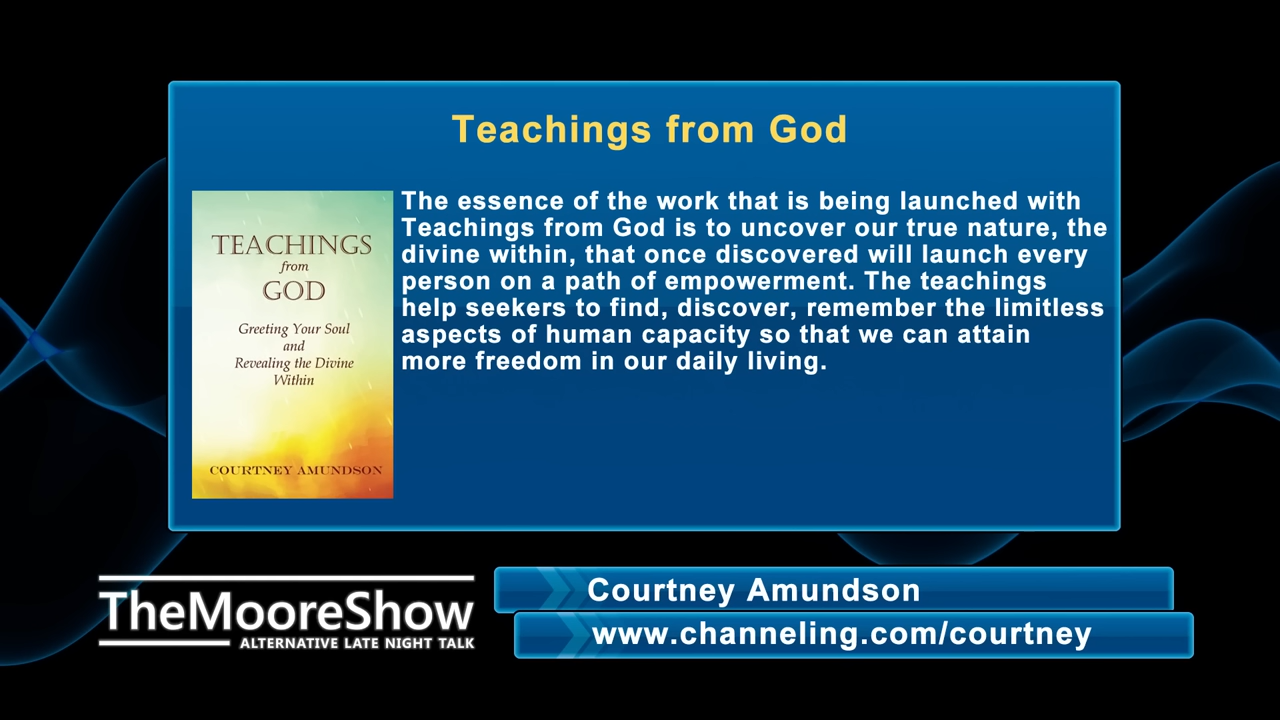 Teachings from God
TEACHINGS
from
GOD
Greeting Your Soul
and
Revealing the Divine
Within
COURTNEY AMUNDSON
The essence of the work that is being launched with
Teachings from God is to uncover our true nature, the
divine within, that once discovered will launch every
person on a path of empowerment. The teachings
help seekers to find, discover, remember the limitless
aspects of human capacity so that we can attain
more freedom in our daily living.
TheMooreShow
ALTERNATIVE LATE NIGHT TALK
Courtney Amundson
www.channeling.com/courtney